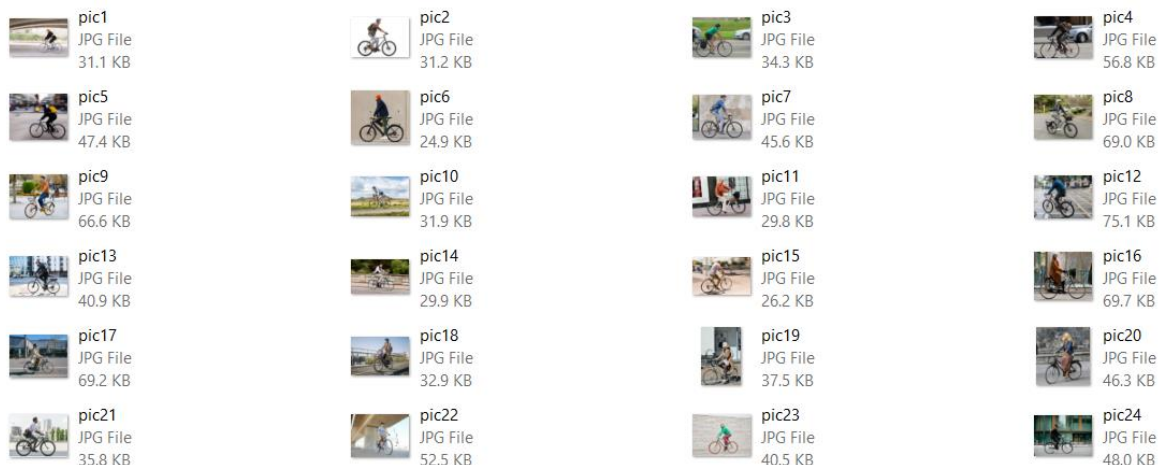 pic1
JPG File
31.1 KB
pic2
JPG File
31.2 KB
pic3
JPG File
34.3 KB
pic4
JPG File
56.8 KB
pic5
JPG File
47.4 KB
pic6
JPG File
24.9 KB
pic7
JPG File
45.6 KB
pic8
JPG File
69.0 KB
pic9
JPG File
66.6 KB
pic10
JPG File
31.9 KB
pic11
JPG File
29.8 KB
pic12
JPG File
75.1 KB
pic13
JPG File
40.9 KB
pic14
JPG File
29.9 KB
pic15
JPG File
26.2 KB
pic16
JPG File
69.7 KB
pic17
JPG File
69.2 KB
pic18
JPG File
32.9 KB
pic19
JPG File
37.5 KB
pic20
JPG File
46.3 KB
pic21
JPG File
35.8 KB
pic22
JPG File
52.5 KB
pic23
JPG File
40.5 KB
pic24
JPG File
48.0 KB